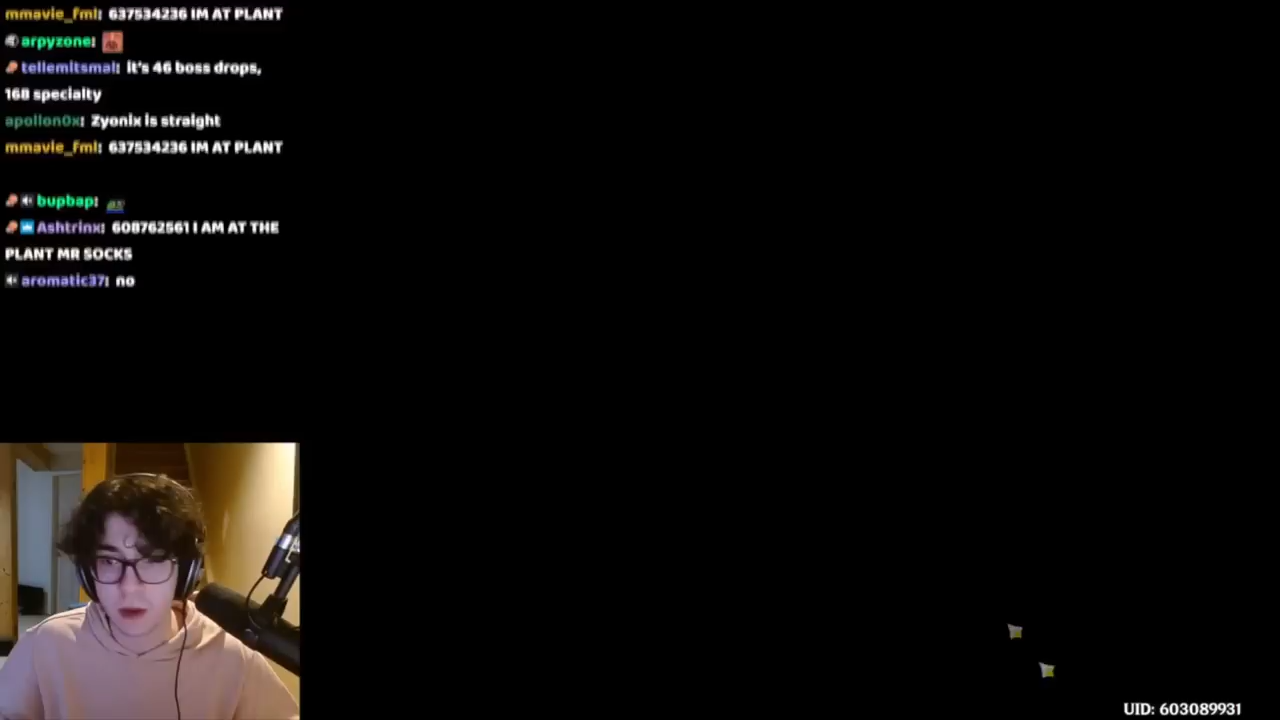 mmavie_fml: 637534236 IM AT PLANT
arpyzone:
tellemitsmal: it's 46 boss drops,
168 specialty
apollon0x: Zyonix is straight
mmavie_fml: 637534236 IM AT PLANT
bupbap:
Ashtrinx: 608762561 I AM AT THE
PLANT MR SOCKS
aromatic37: no
UID: 603089931